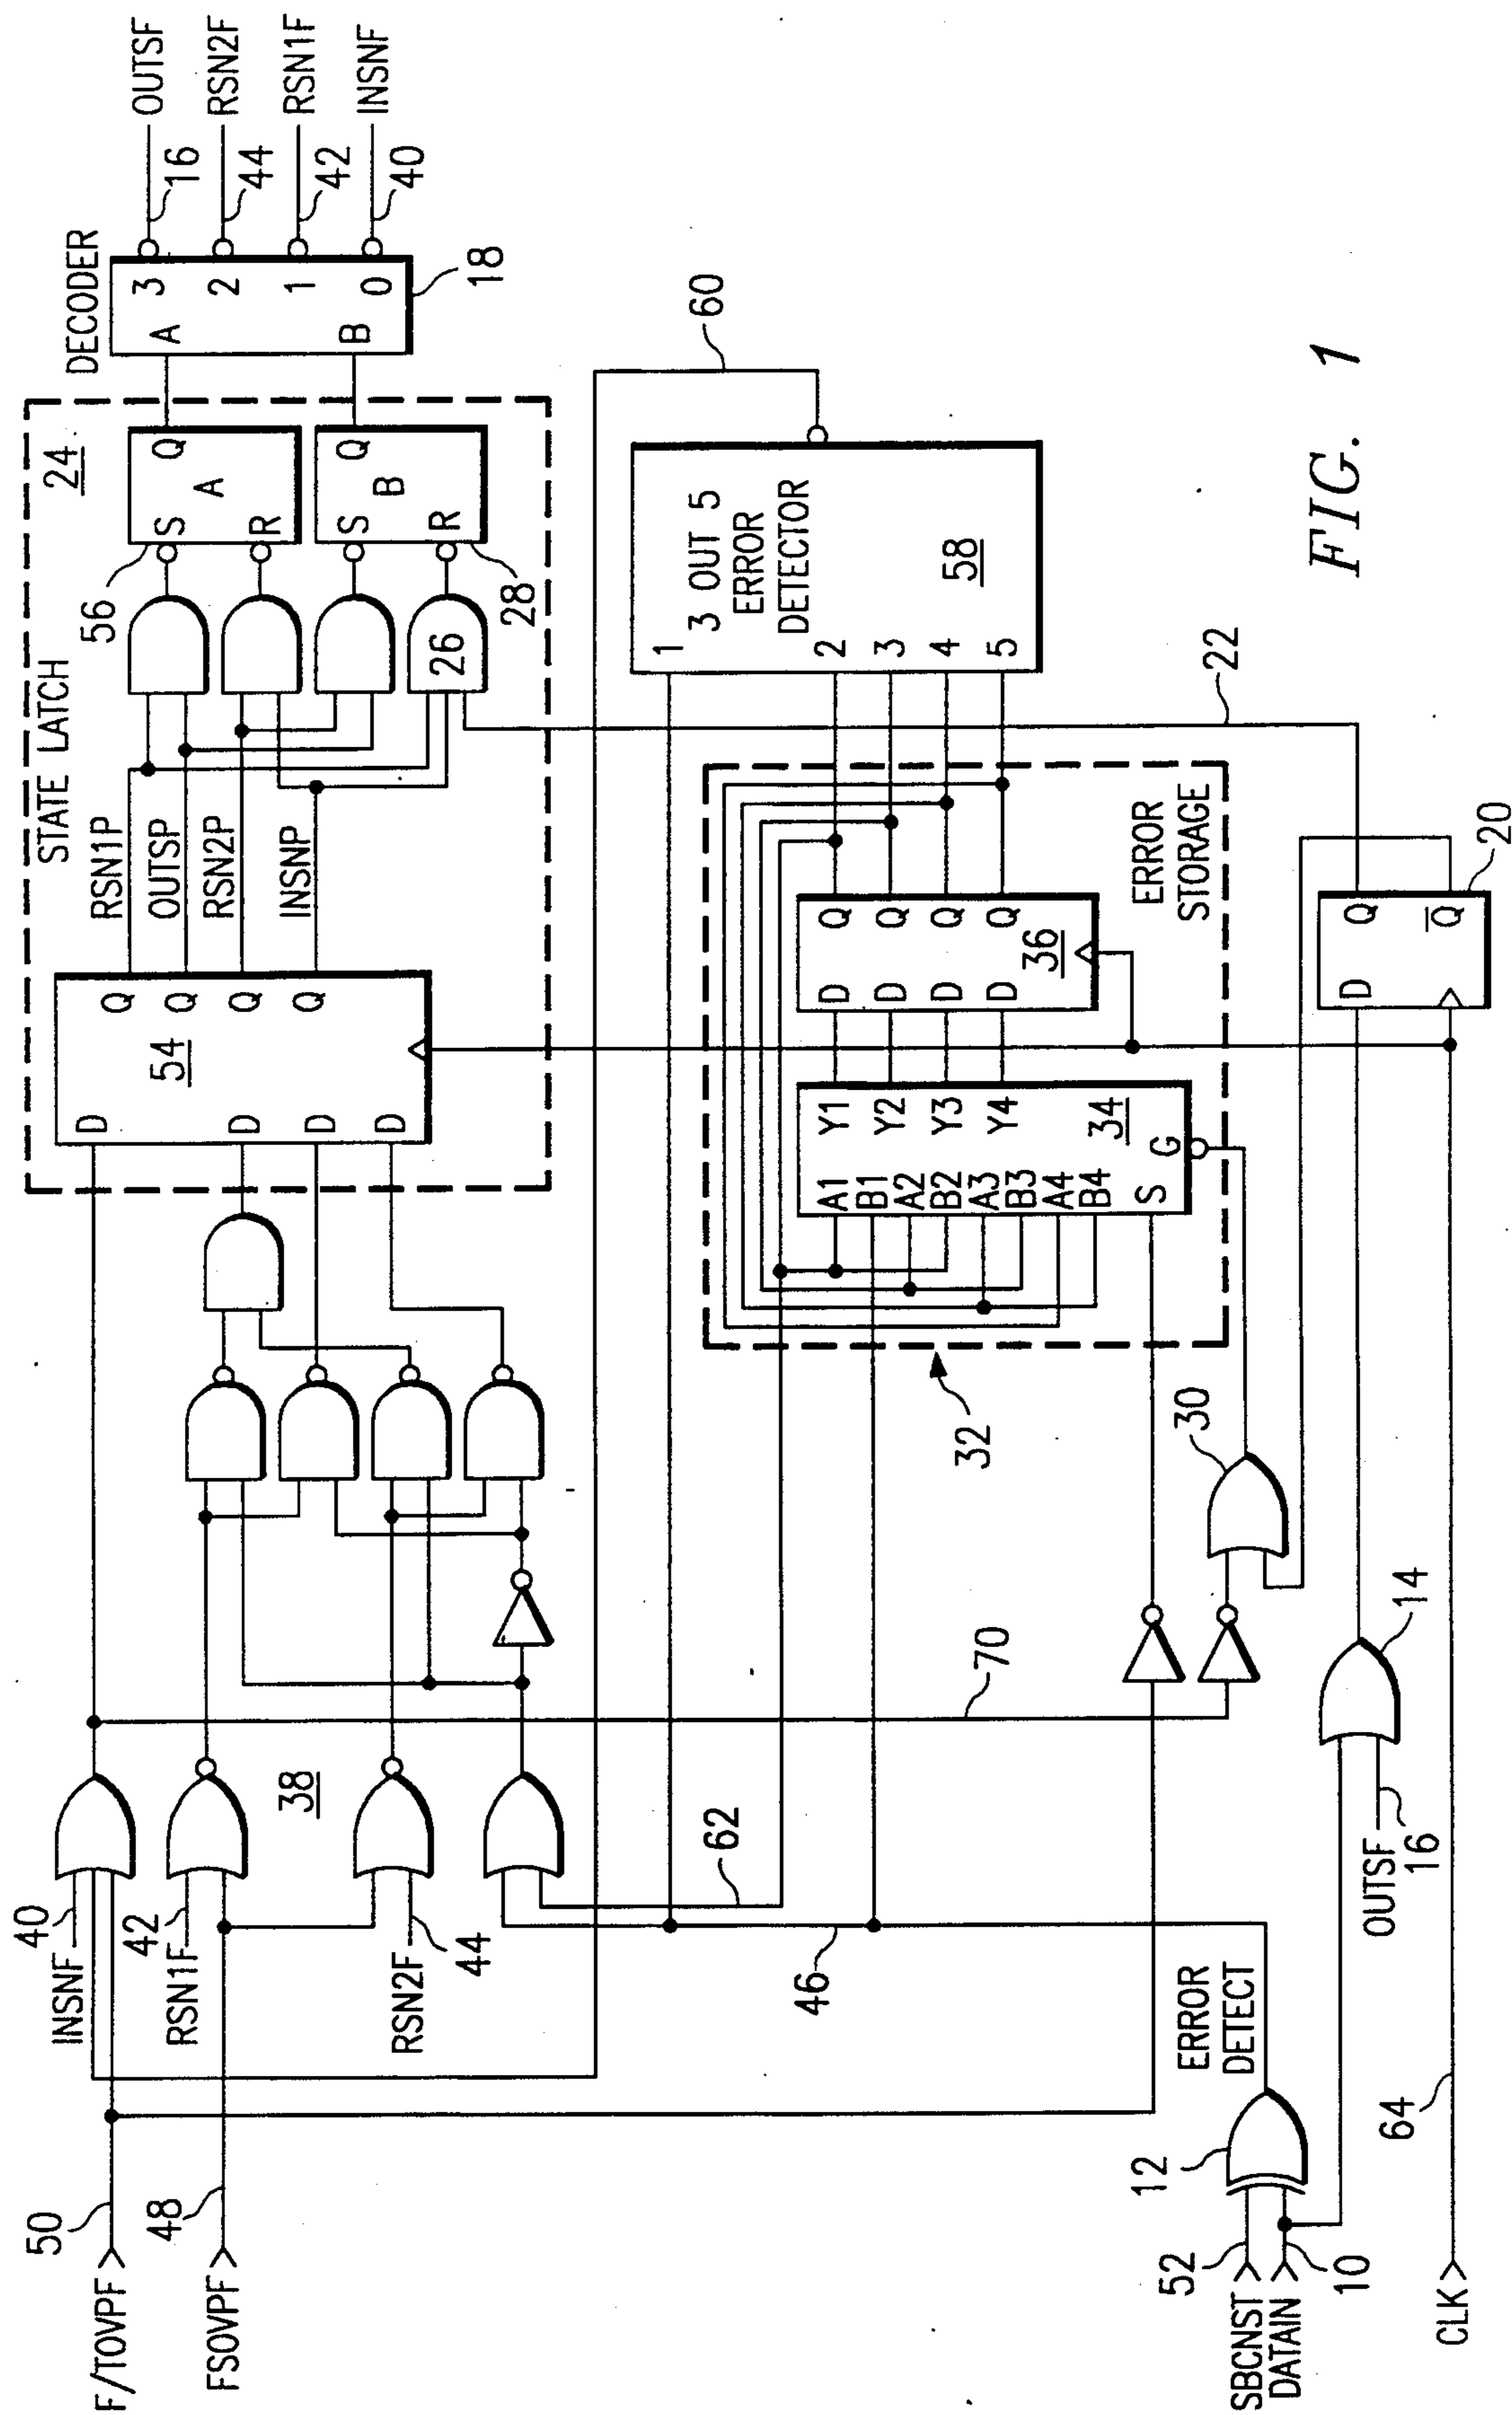 F/TOVPF
50
FSOVPF
48
INSNF
40
RSN1F
42
RSN2F
44
38
62
46
70
D
D
D
D
54
Q
Q
Q
Q
STATE LATCH
24
RSN1P
OUTSP
RSN2P
INSNP
56
26
28
S
R
A
Q
S
R
B
Q
DECODER
A
B
3
2
1
0
18
OUTSF
16
RSN2F
44
RSN1F
42
INSNF
40
60
1
2
3
4
5
3 OUT 5
ERROR
DETECTOR
58
22
ERROR
STORAGE
32
A1
B1
A2
B2
A3
B3
A4
B4
S
G
Y1
Y2
Y3
Y4
34
D
D
D
D
Q
Q
Q
Q
36
30
ERROR
DETECT
12
SBCNST
52
DATAIN
10
OUTSF
16
14
D
Q
Q
20
CLK
64
FIG. 1